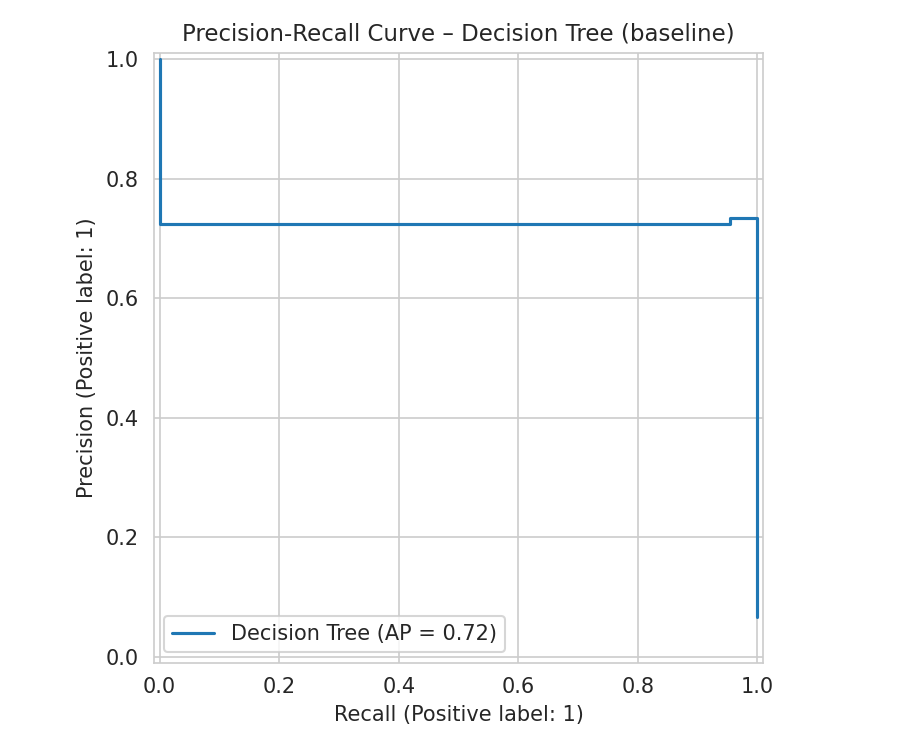 Precision-Recall Curve – Decision Tree (baseline)
1.0
0.8
0.6
0.4
0.2
0.0
Precision (Positive label: 1)
Decision Tree (AP = 0.72)
0.0 0.2 0.4 0.6 0.8 1.0
Recall (Positive label: 1)